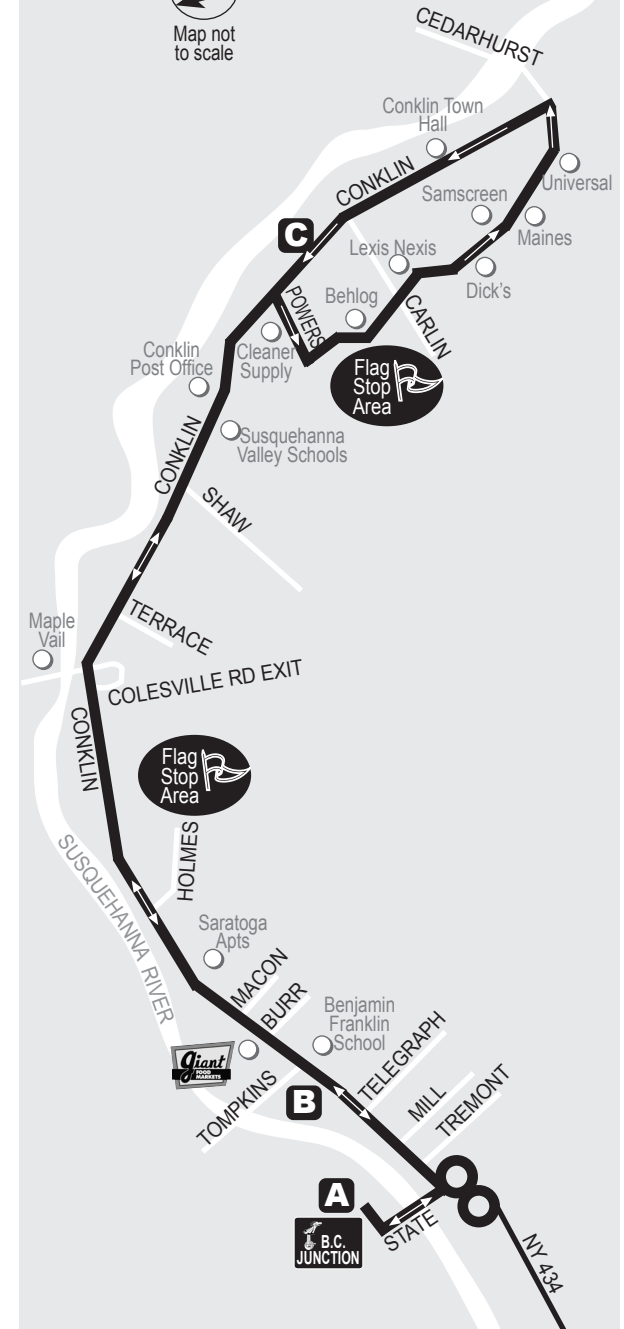 Map not
to scale
CEDARHURST
Conklin Town
Hall
CONKLIN
Universal
Samscreen
Maines
C
Lexis Nexis
Dick's
POWERS
Behlog
CARLIN
Conklin
Post Office
Cleaner
Supply
Flag
Stop
Area
CONKLIN
Susquehanna
Valley Schools
SHAW
Maple
Vail
TERRACE
COLESVILLE RD EXIT
CONKLIN
Flag
Stop
Area
HOLMES
SUSQUEHANNA RIVER
Saratoga
Apts
MACON
BURR
Benjamin
Franklin
School
Giant
FOOD
MARKETS
TELEGRAPH
TOMPKINS
B
MILL
TREMONT
A
B.C.
JUNCTION
STATE
NY 434